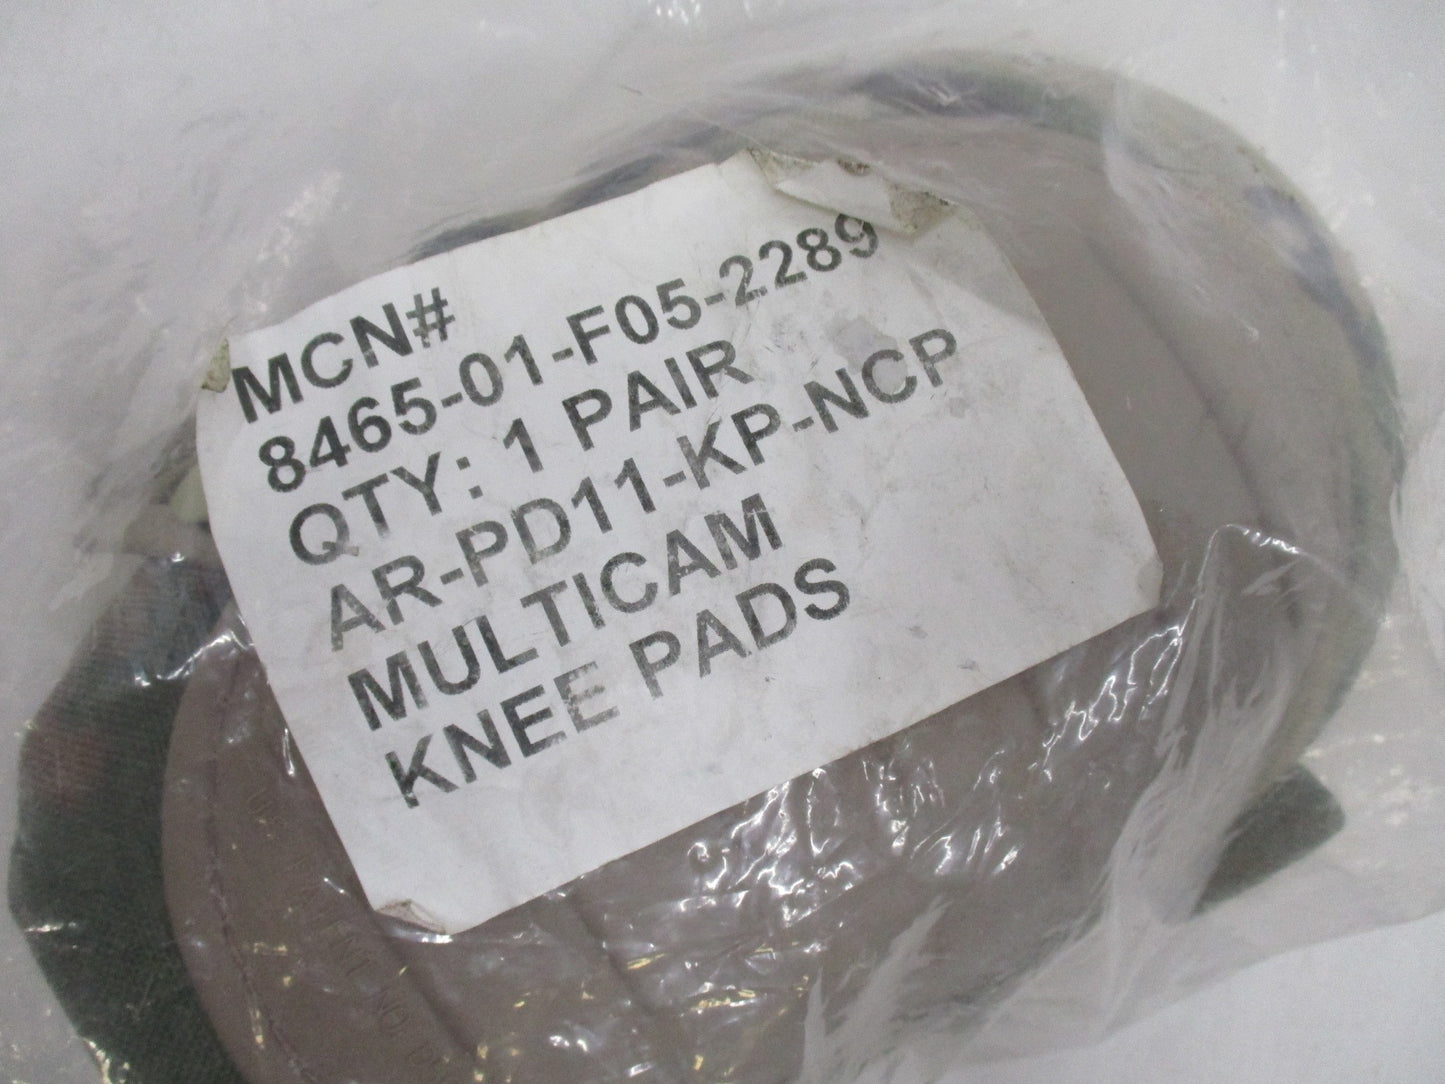 MCN#
8465-01-F05-2289
QTY: 1 PAIR
AR-PD11-KP-NCP
MULTICAM
KNEE PADS